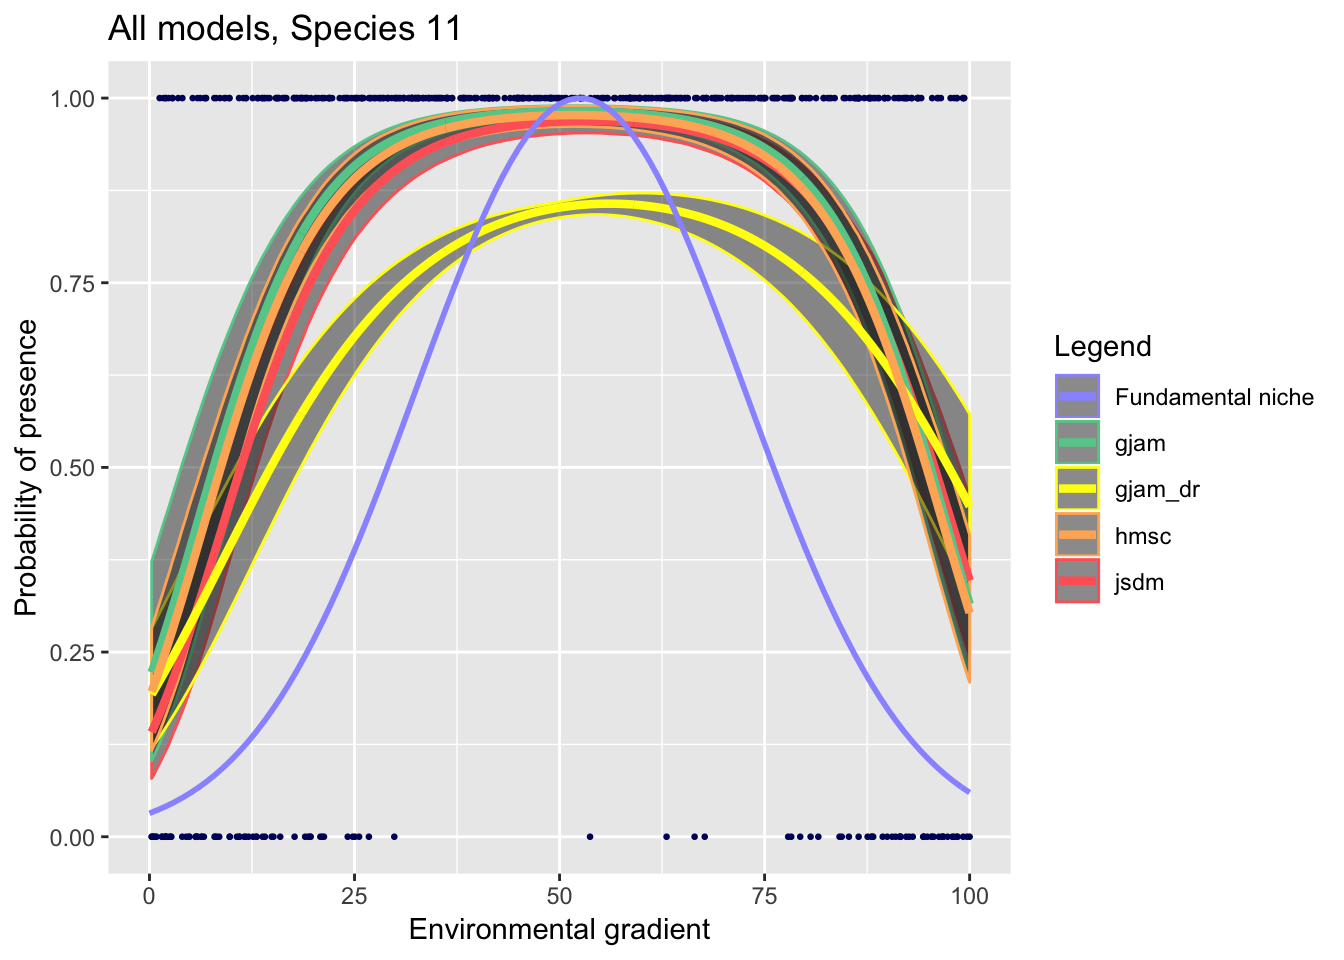 All models, Species 11
Probability of presence
1.00
0.75
0.50
0.25
0.00
0
25
50
75
100
Environmental gradient
Legend
Fundamental niche
gjam
gjam_dr
hmsc
jsdm